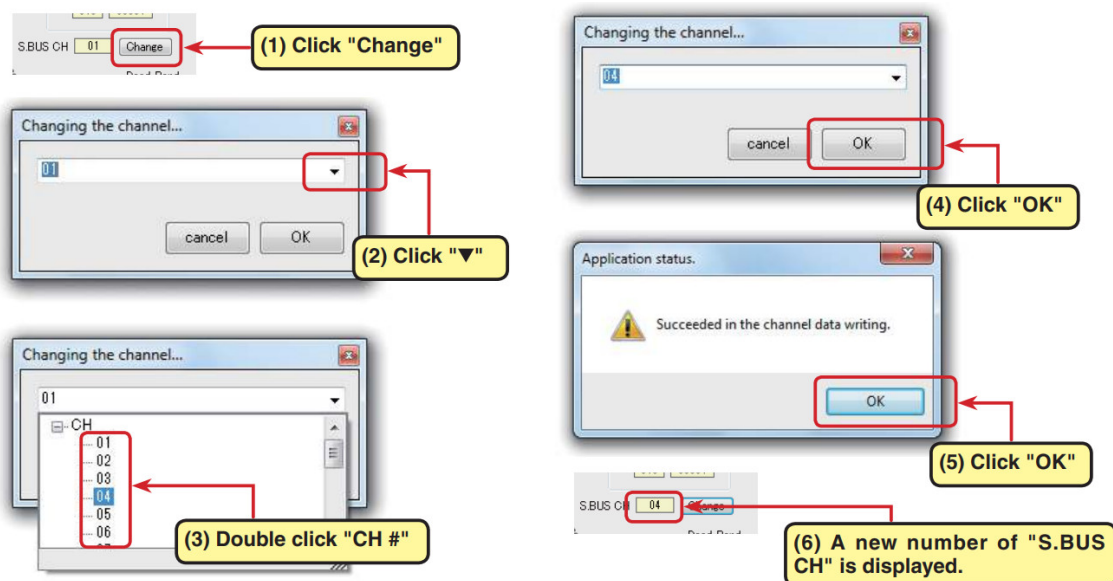 S.BUS CH 01 Change
(1) Click "Change"
Changing the channel...
01
cancel OK
(2) Click "▼"
Changing the channel...
01
CH
01
02
03
04
05
06
(3) Double click "CH #"
Changing the channel...
04
cancel OK
(4) Click "OK"
Application status.
Succeeded in the channel data writing.
OK
(5) Click "OK"
S.BUS CH 04 Change
(6) A new number of "S.BUS
CH" is displayed.